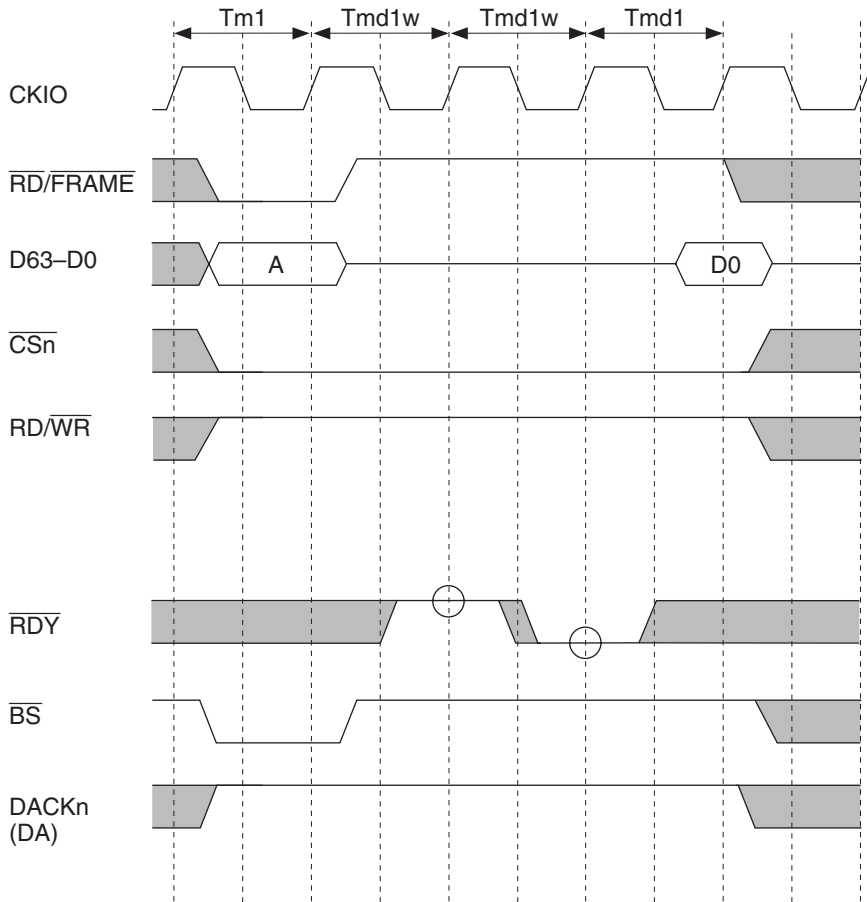 Tm1 Tmd1w Tmd1w Tmd1
CKIO
RD/FRAME
D63–D0 A D0
CSn
RD/WR
RDY
BS
DACKn
(DA)